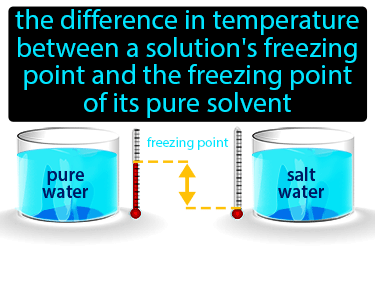 the difference in temperature
between a solution's freezing
point and the freezing point
of its pure solvent
freezing point
pure
water
salt
water